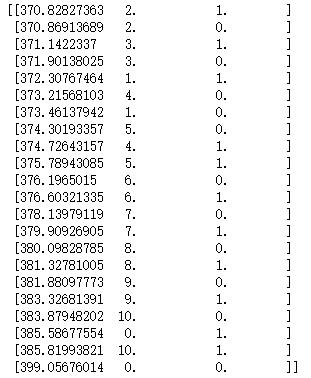 [[370.82827363 2. 1. ]
[370.86913689 2. 0. ]
[371.1422337 3. 1. ]
[371.90138025 3. 0. ]
[372.30767464 1. 1. ]
[373.21568103 4. 0. ]
[373.46137942 1. 0. ]
[374.30193357 5. 0. ]
[374.72643157 4. 1. ]
[375.78943085 5. 1. ]
[376.1965015 6. 0. ]
[376.60321335 6. 1. ]
[378.13979119 7. 0. ]
[379.90926905 7. 1. ]
[380.09828785 8. 0. ]
[381.32781005 8. 1. ]
[381.88097773 9. 0. ]
[383.32681391 9. 1. ]
[383.87948202 10. 0. ]
[385.58677554 0. 1. ]
[385.81993821 10. 1. ]
[399.05676014 0. 0. ]]